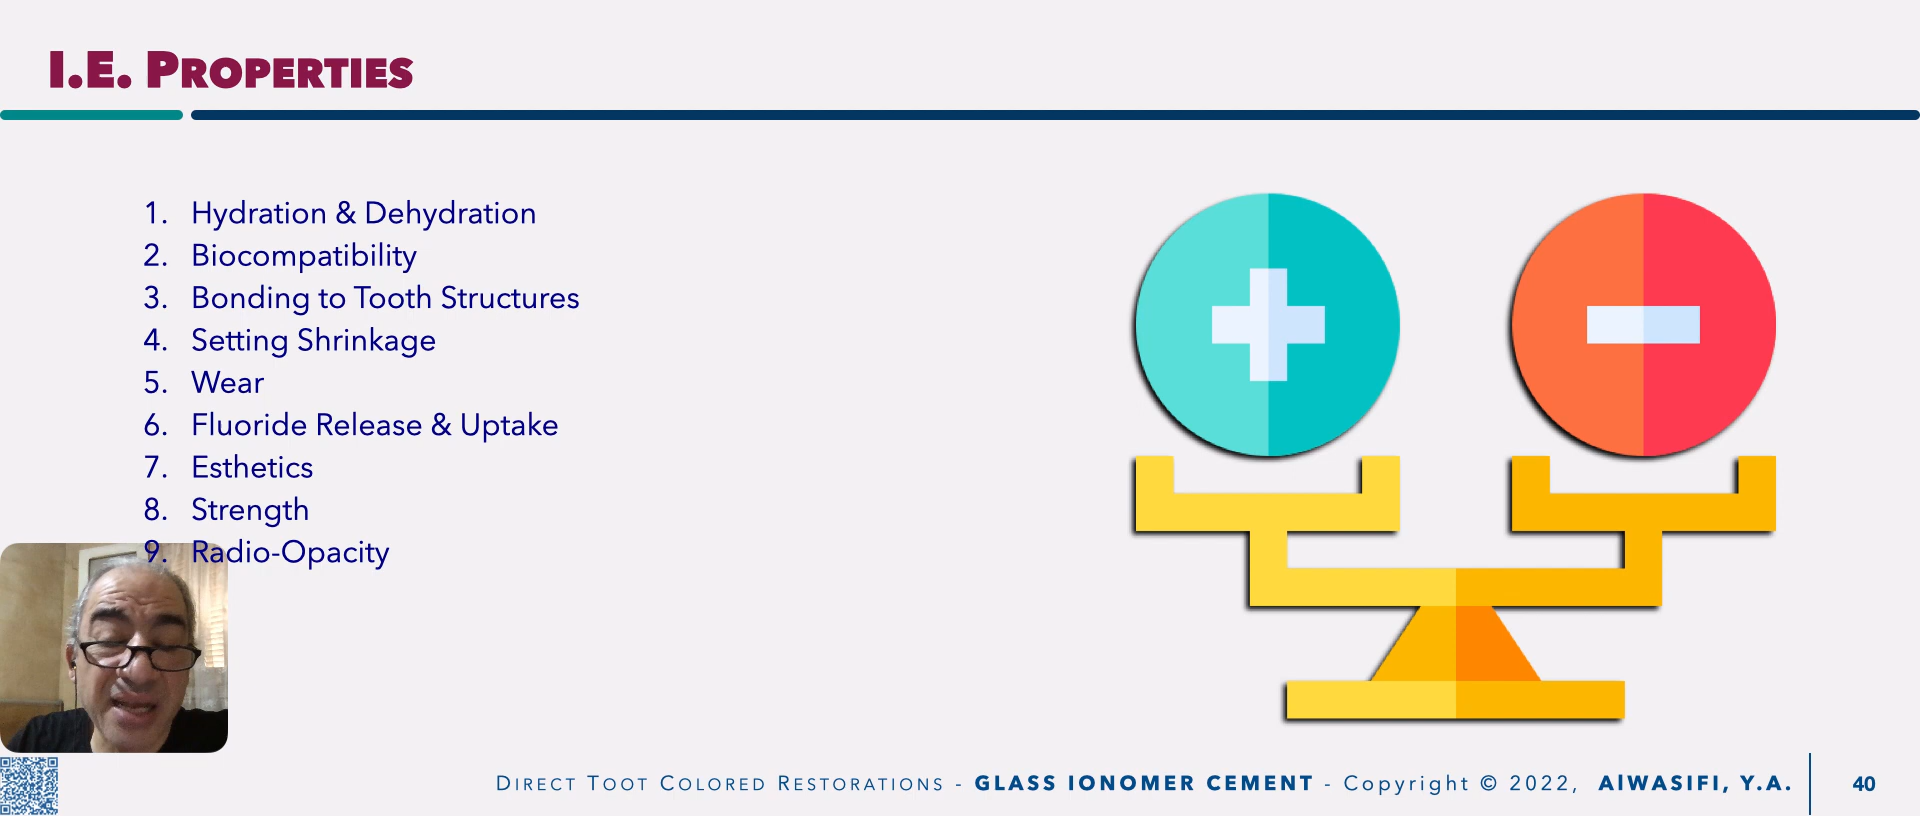 I.E. PROPERTIES
1. Hydration & Dehydration
2. Biocompatibility
3. Bonding to Tooth Structures
4. Setting Shrinkage
5. Wear
6. Fluoride Release & Uptake
7. Esthetics
8. Strength
9. Radio-Opacity
DIRECT TOOT COLORED RESTORATIONS - GLASS IONOMER CEMENT - Copyright © 2022, AlWASIFI, Y.A. 40